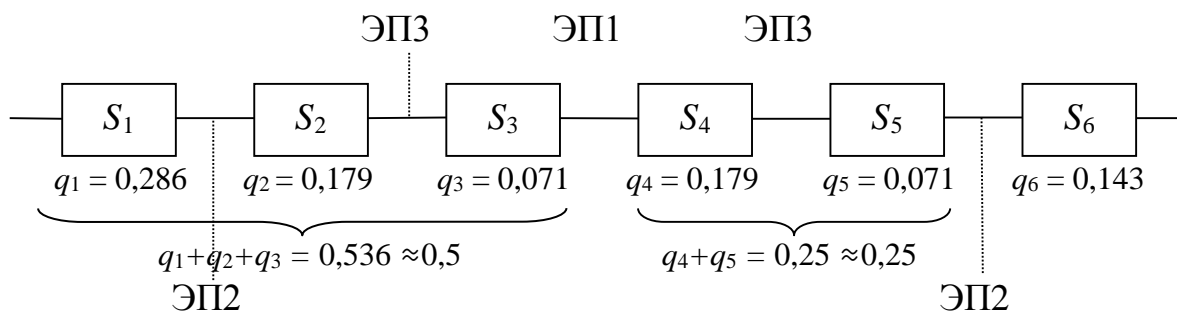 ЭП3 ЭП1 ЭП3
S₁ S₂ S₃ S₄ S₅ S₆
q₁ = 0,286 q₂ = 0,179 q₃ = 0,071 q₄ = 0,179 q₅ = 0,071 q₆ = 0,143
q₁+q₂+q₃ = 0,536 ≈0,5 q₄+q₅ = 0,25 ≈0,25
ЭП2 ЭП2